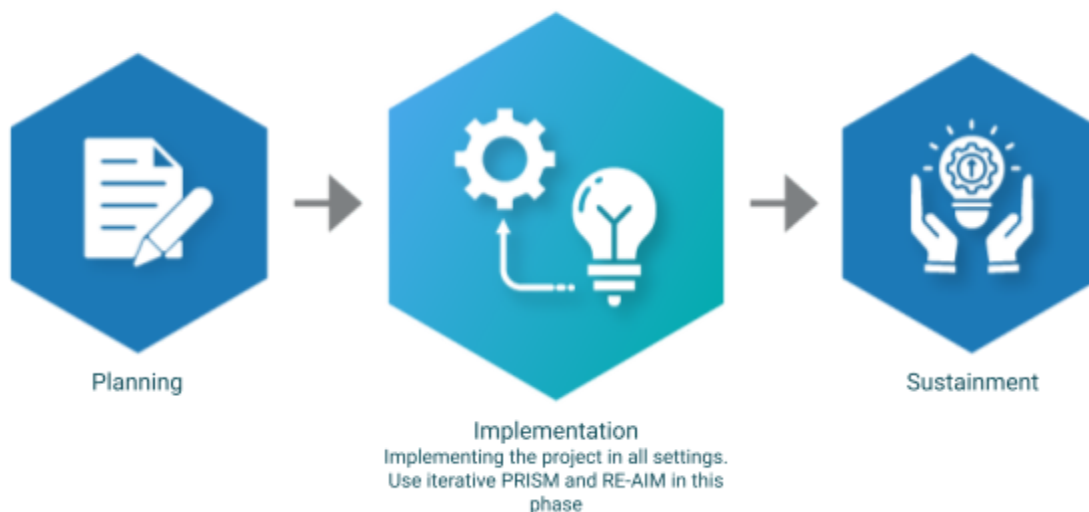 Planning
Implementation
Implementing the project in all settings.
Use iterative PRISM and RE-AIM in this
phase
Sustainment